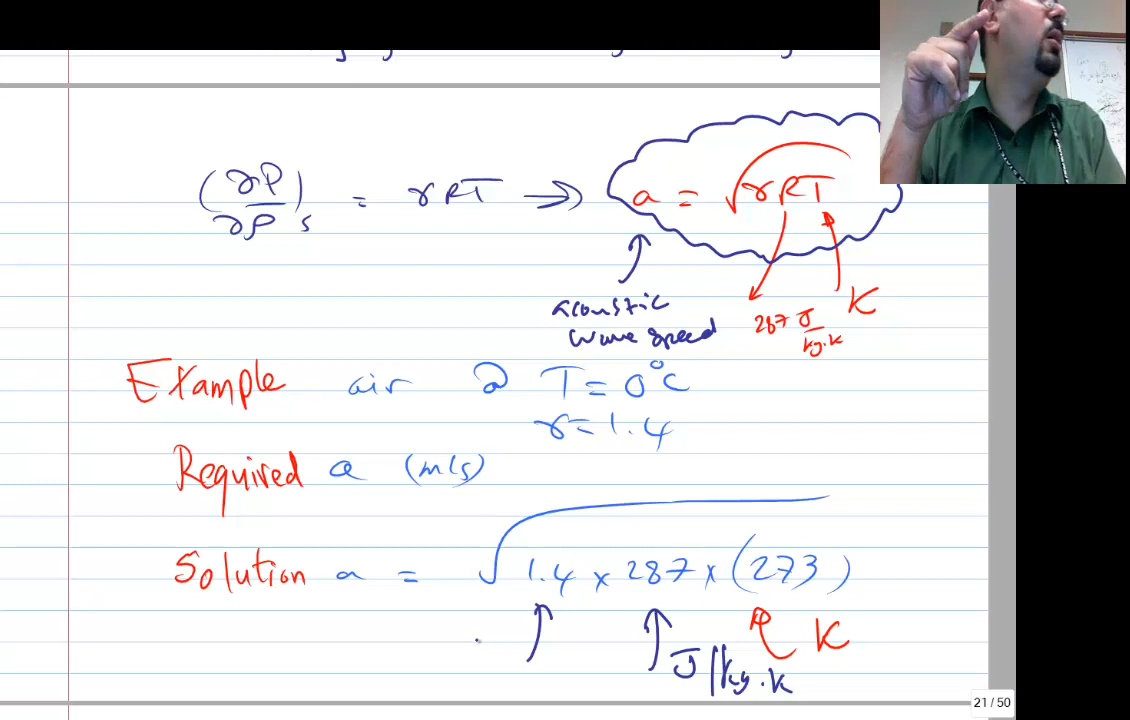 (∂P/∂ρ)s = γRT → a = √γRT
acoustic
wave speed
287 J/kg.K
K
Example air @ T = 0°C
γ = 1.4
Required a (m/s)
Solution a = √1.4 × 287 × (273)
J/kg.K
K
21 / 50